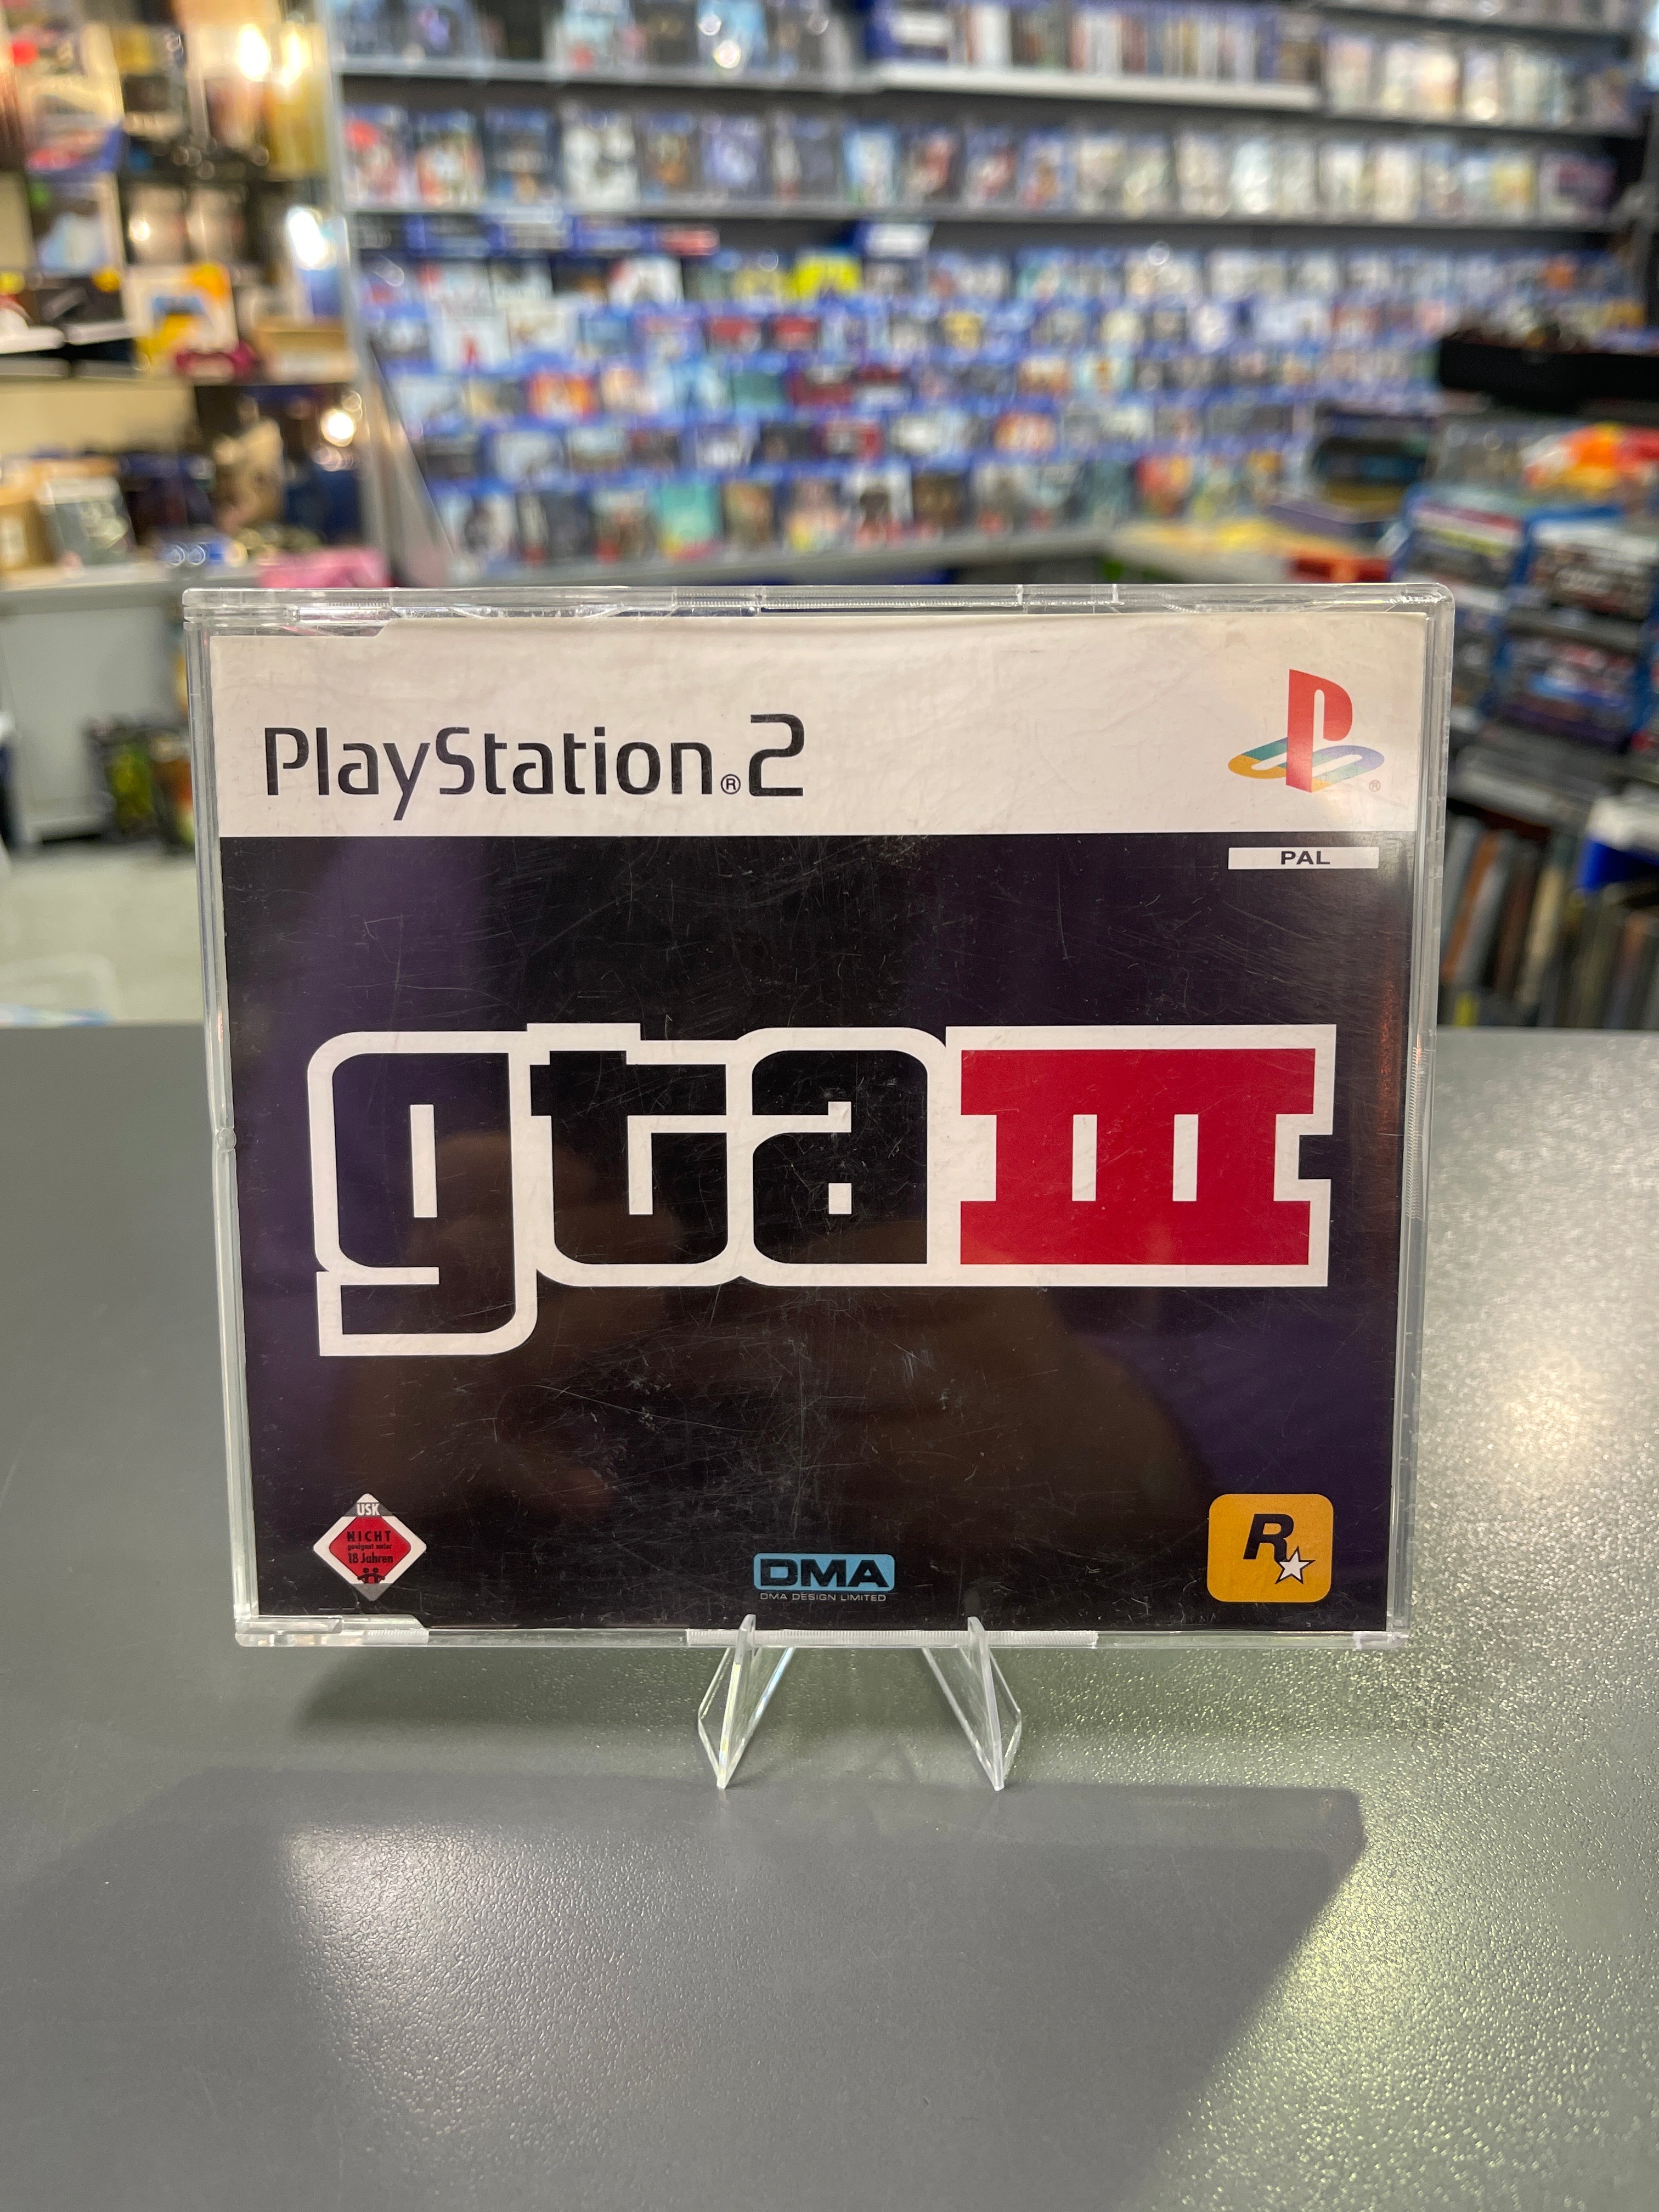 PlayStation®2
PAL
gta III
USK
NICHT
geeignet unter
18 Jahren
DMA
DMA DESIGN LIMITED
R